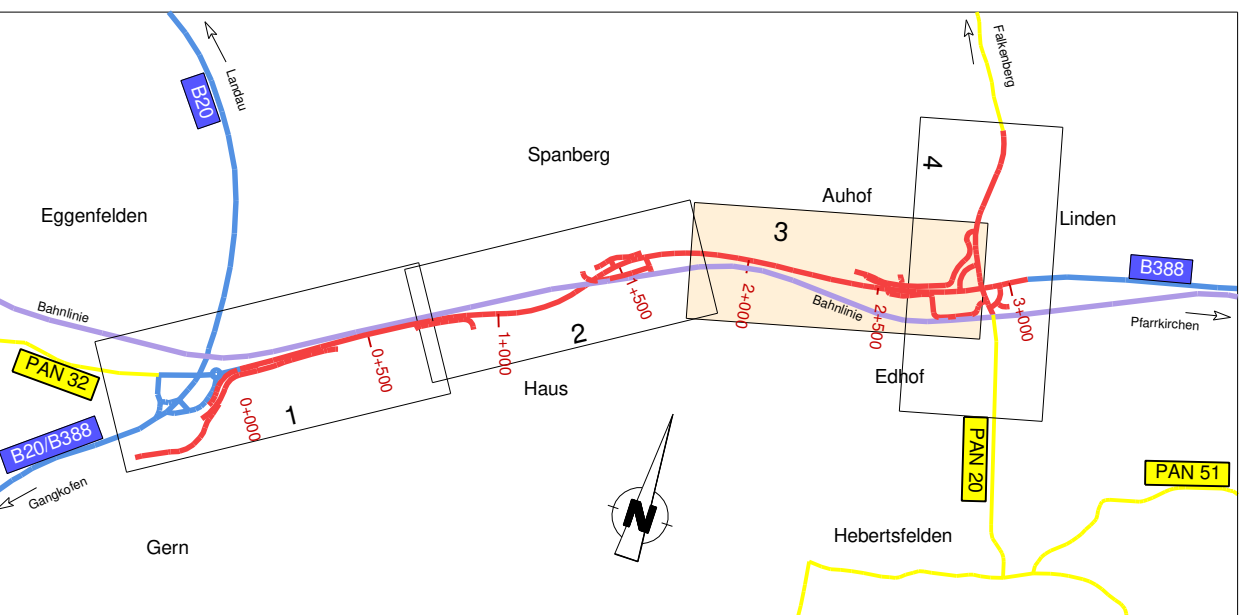 B20
Landau
Falkenberg
Spanberg
4
Auhof
Eggenfelden
Linden
3
B388
Bahnlinie
1+500
2+000
Bahnlinie
2+500
3+000
Pfarrkirchen
2
1+000
0+500
PAN 32
Edhof
Haus
1
0+000
B20/B388
Gangkofen
PAN 20
PAN 51
N
Hebertsfelden
Gern